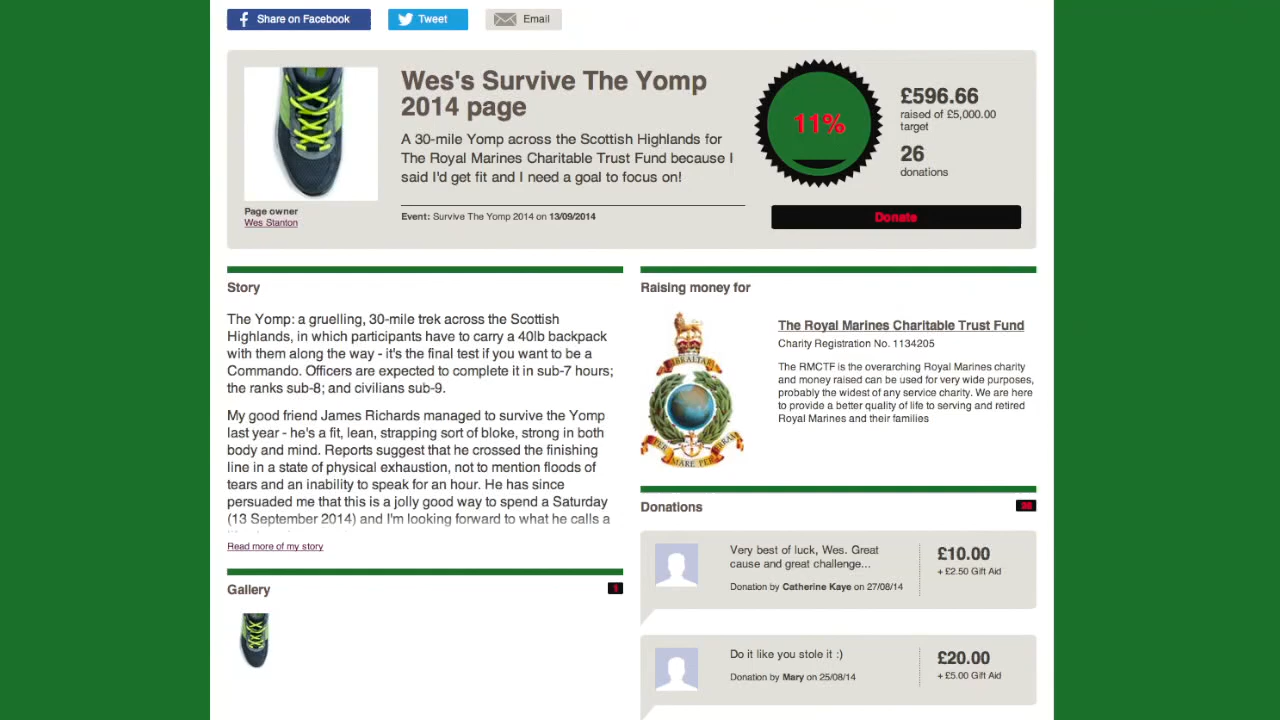 Share on Facebook
Tweet
Email
Wes's Survive The Yomp
2014 page
A 30-mile Yomp across the Scottish Highlands for
The Royal Marines Charitable Trust Fund because I
said I'd get fit and I need a goal to focus on!
Event: Survive The Yomp 2014 on 13/09/2014
Page owner
Wes Stanton
11%
£596.66
raised of £5,000.00
target
26
donations
Donate
Story
The Yomp: a gruelling, 30-mile trek across the Scottish
Highlands, in which participants have to carry a 40lb backpack
with them along the way - it's the final test if you want to be a
Commando. Officers are expected to complete it in sub-7 hours;
the ranks sub-8; and civilians sub-9.
My good friend James Richards managed to survive the Yomp
last year - he's a fit, lean, strapping sort of bloke, strong in both
body and mind. Reports suggest that he crossed the finishing
line in a state of physical exhaustion, not to mention floods of
tears and an inability to speak for an hour. He has since
persuaded me that this is a jolly good way to spend a Saturday
(13 September 2014) and I'm looking forward to what he calls a
Read more of my story
Gallery
1
Raising money for
GIBRALTAR
PER MARE PER
The Royal Marines Charitable Trust Fund
Charity Registration No. 1134205
The RMCTF is the overarching Royal Marines charity
and money raised can be used for very wide purposes,
probably the widest of any service charity. We are here
to provide a better quality of life to serving and retired
Royal Marines and their families
Donations
26
Very best of luck, Wes. Great
cause and great challenge...
Donation by Catherine Kaye on 27/08/14
£10.00
+ £2.50 Gift Aid
Do it like you stole it :)
Donation by Mary on 25/08/14
£20.00
+ £5.00 Gift Aid